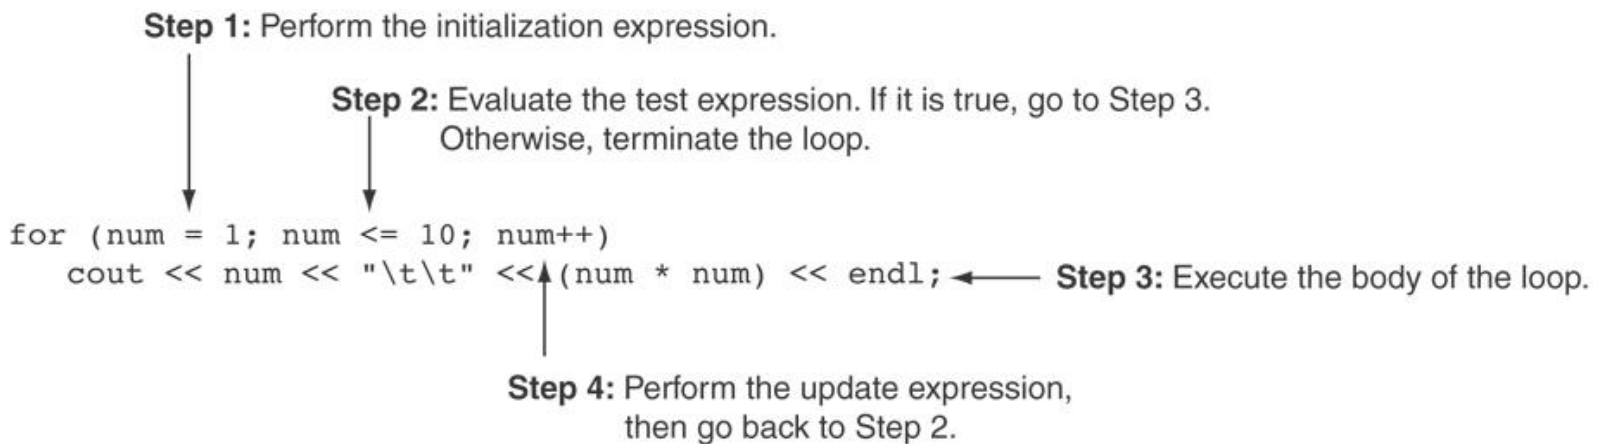 Step 1: Perform the initialization expression.
Step 2: Evaluate the test expression. If it is true, go to Step 3.
Otherwise, terminate the loop.
for (num = 1; num <= 10; num++)
cout << num << "\t\t" << (num * num) << endl;
Step 3: Execute the body of the loop.
Step 4: Perform the update expression,
then go back to Step 2.